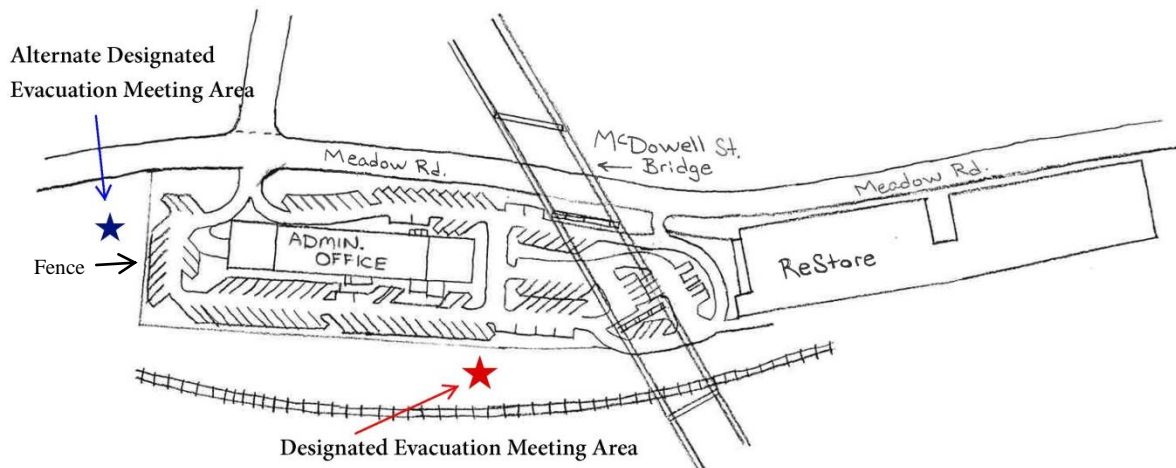 Alternate Designated
Evacuation Meeting Area
McDowell St.
Bridge
Meadow Rd.
Meadow Rd.
ADMIN.
OFFICE
ReStore
Fence
Designated Evacuation Meeting Area